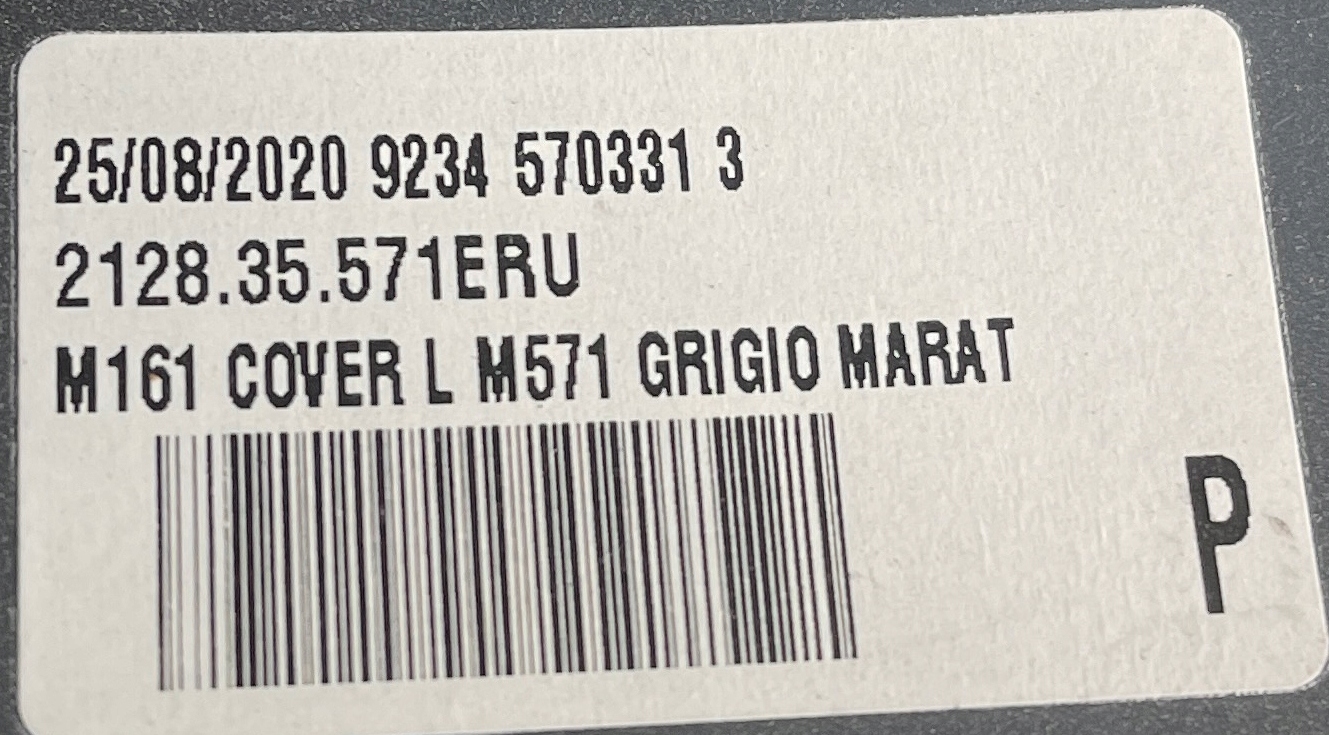 25/08/2020 9234 570331 3
2128.35.571ERU
M161 COVER L M571 GRIGIO MARAT
P